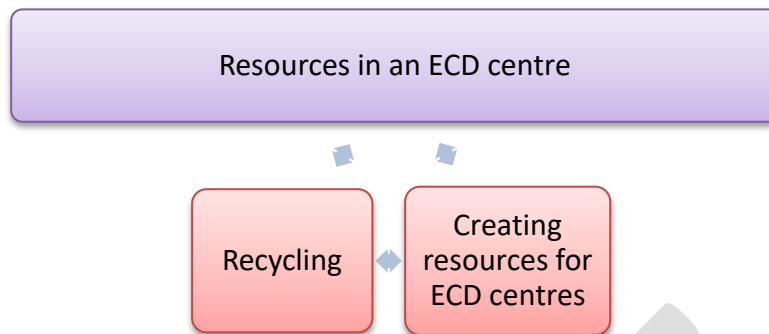 Resources in an ECD centre
Recycling
Creating
resources for
ECD centres